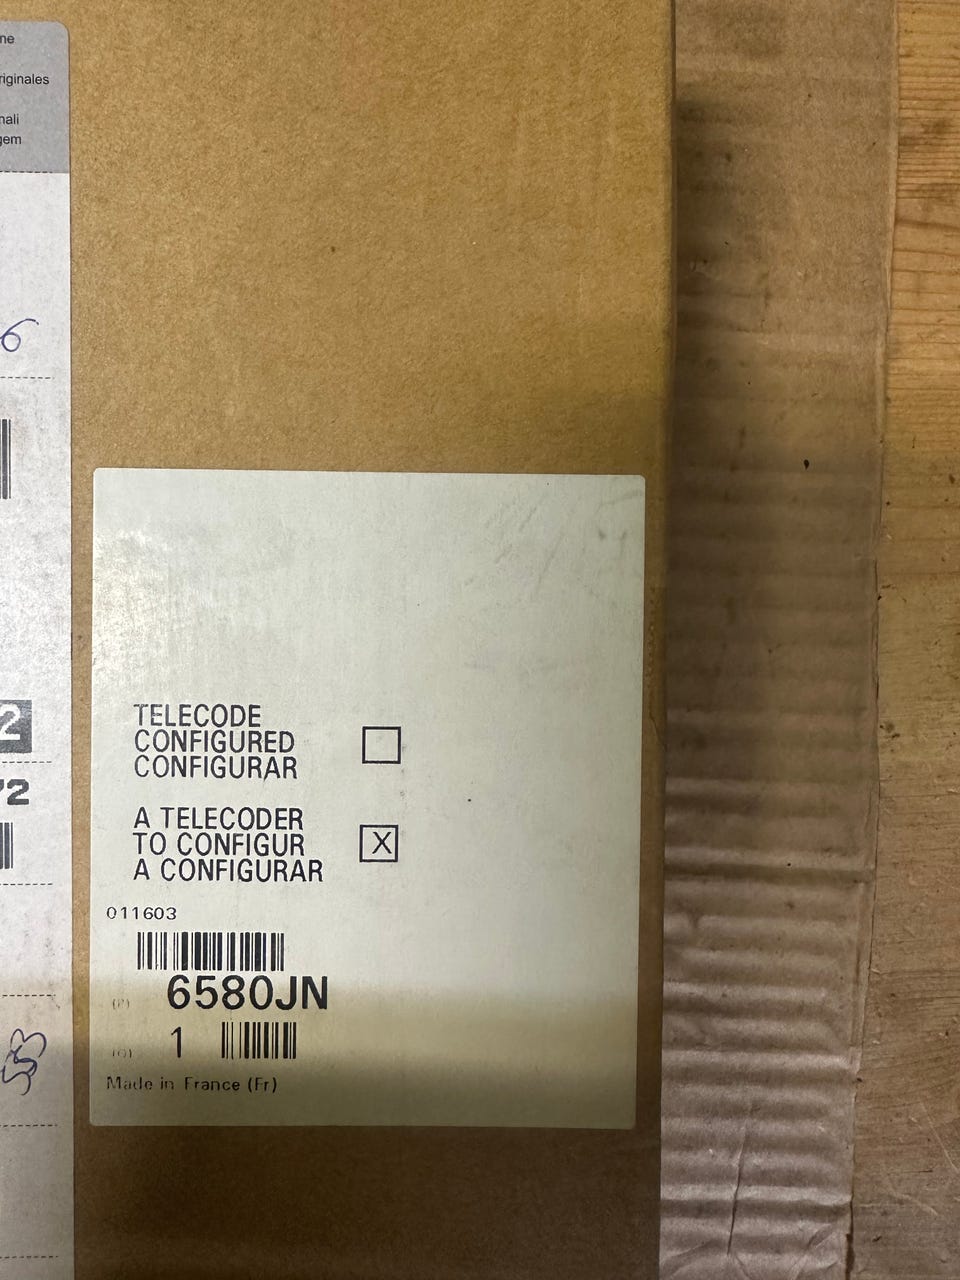 ne
riginales
nali
gem
6
2
72
TELECODE
CONFIGURED
CONFIGURAR
A TELECODER
TO CONFIGUR
A CONFIGURAR
X
011603
(P) 6580JN
(Q) 1
Made in France (Fr)